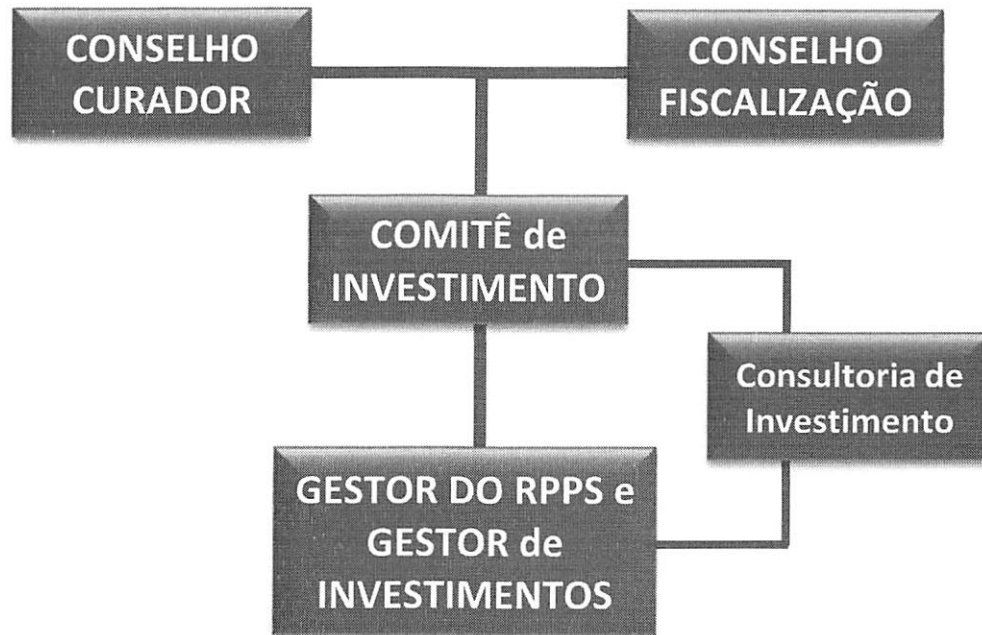 CONSELHO
CURADOR
CONSELHO
FISCALIZAÇÃO
COMITÊ de
INVESTIMENTO
Consultoria de
Investimento
GESTOR DO RPPS e
GESTOR de
INVESTIMENTOS